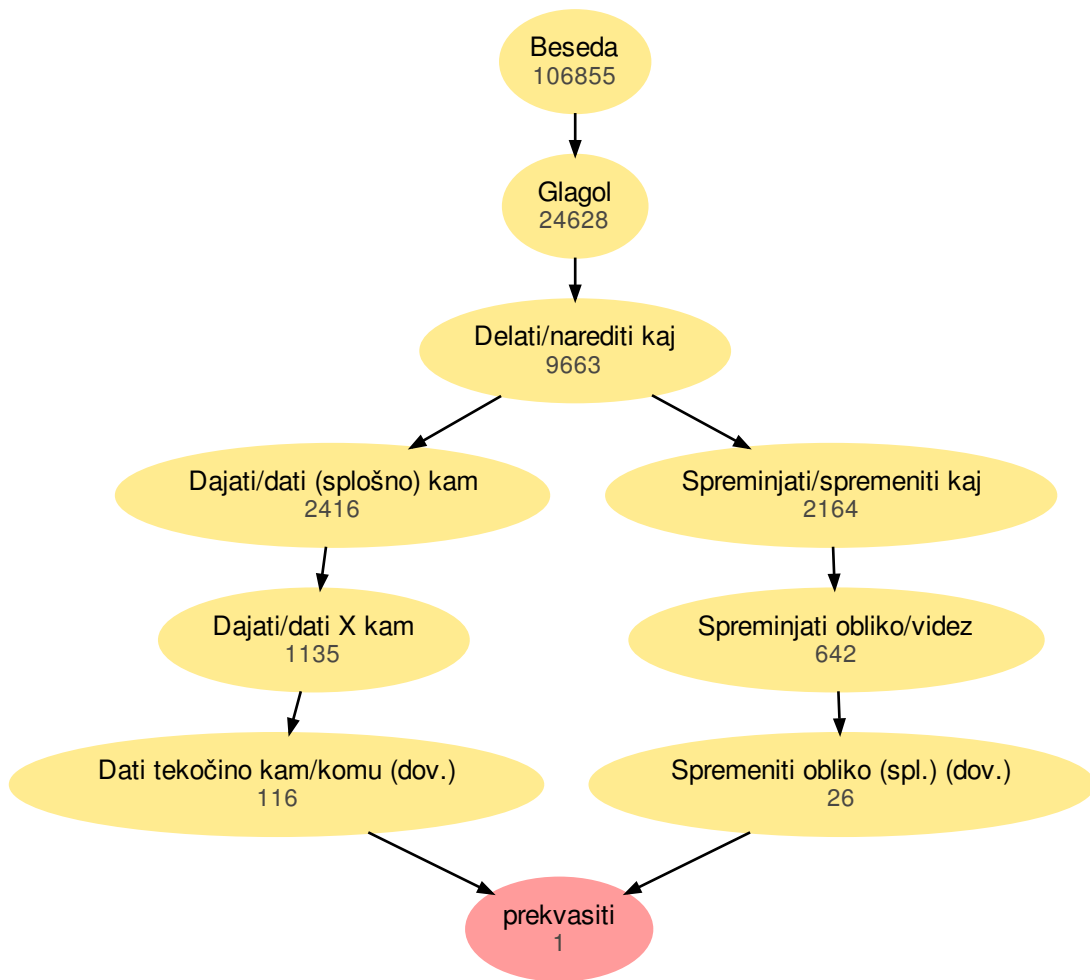 Beseda
106855
Glagol
24628
Delati/narediti kaj
9663
Dajati/dati (splošno) kam
2416
Spreminjati/spremeniti kaj
2164
Dajati/dati X kam
1135
Spreminjati obliko/videz
642
Dati tekočino kam/komu (dov.)
116
Spremeniti obliko (spl.) (dov.)
26
prekvasiti
1